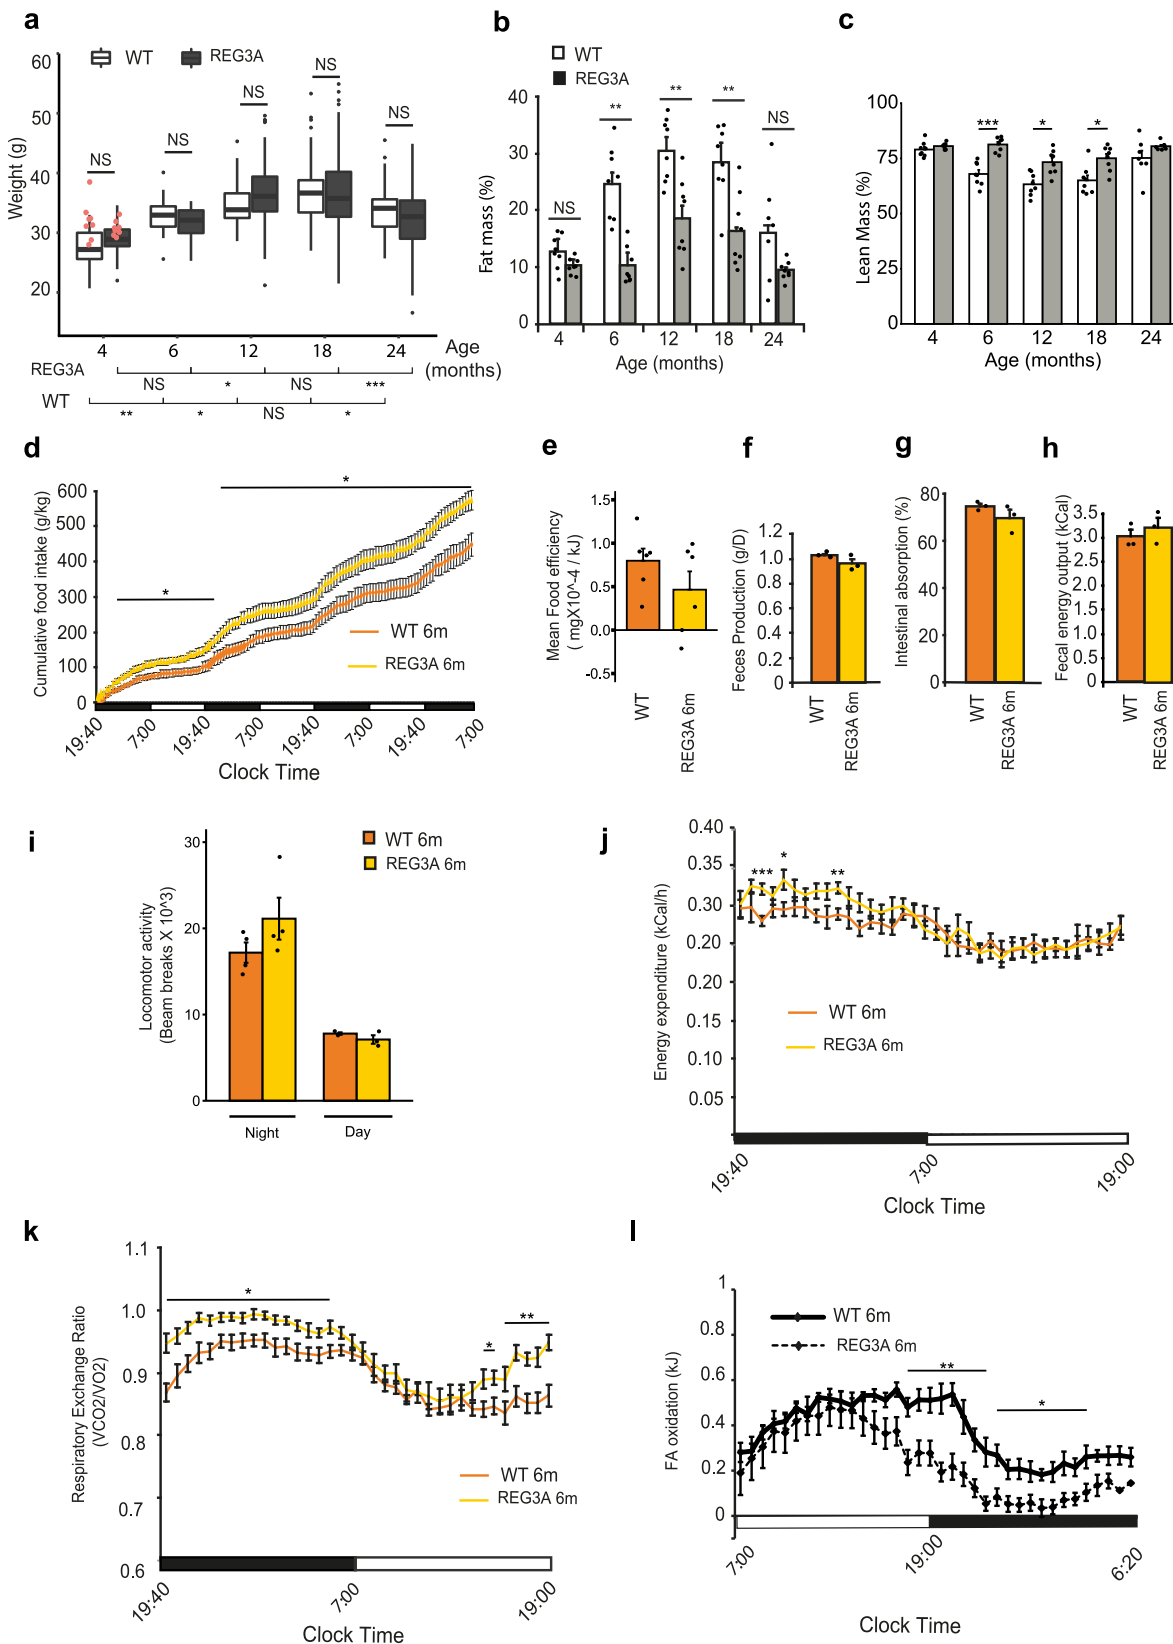 a
WT
REG3A
Weight (g)
60
50
40
30
20
NS
NS
NS
NS
NS
4
6
12
18
24
Age
(months)
REG3A
NS
*
NS
***
WT
**
*
NS
*
b
WT
REG3A
Fat mass (%)
40
30
20
10
0
NS
**
**
**
NS
4
6
12
18
24
Age (months)
c
Lean Mass (%)
100
75
50
25
0
***
*
*
4
6
12
18
24
Age (months)
d
Cumulative food intake (g/kg)
600
500
400
300
200
100
0
*
*
WT 6m
REG3A 6m
19:40
7:00
19:40
7:00
19:40
7:00
7:00
Clock Time
e
Mean Food efficiency
( mgX10^-4 / kJ)
1.5
1.0
0.5
0.0
-0.5
WT
REG3A 6m
f
Feces Production (g/D)
1.2
1.0
0.8
0.6
0.4
0.2
0
WT
REG3A 6m
g
Intestinal absorption (%)
80
60
40
20
0
WT
REG3A 6m
h
Fecal energy output (kCal)
3.5
3.0
2.5
2.0
1.5
1.0
0.5
0
WT
REG3A 6m
i
Locomotor activity
(Beam breaks X 10^3)
30
20
10
0
WT 6m
REG3A 6m
Night
Day
j
Energy expenditure (kCal/h)
0.40
0.35
0.30
0.20
0.20
0.15
0.10
0.05
***
*
**
WT 6m
REG3A 6m
19:40
7:00
19:00
Clock Time
k
Respiratory Exchange Ratio
(VCO2/VO2)
1.1
1.0
0.9
0.8
0.7
0.6
*
*
**
WT 6m
REG3A 6m
19:40
7:00
19:00
Clock Time
l
FA oxidation (kJ)
1
0.8
0.6
0.4
0.2
0
WT 6m
REG3A 6m
**
*
7:00
19:00
6:20
Clock Time